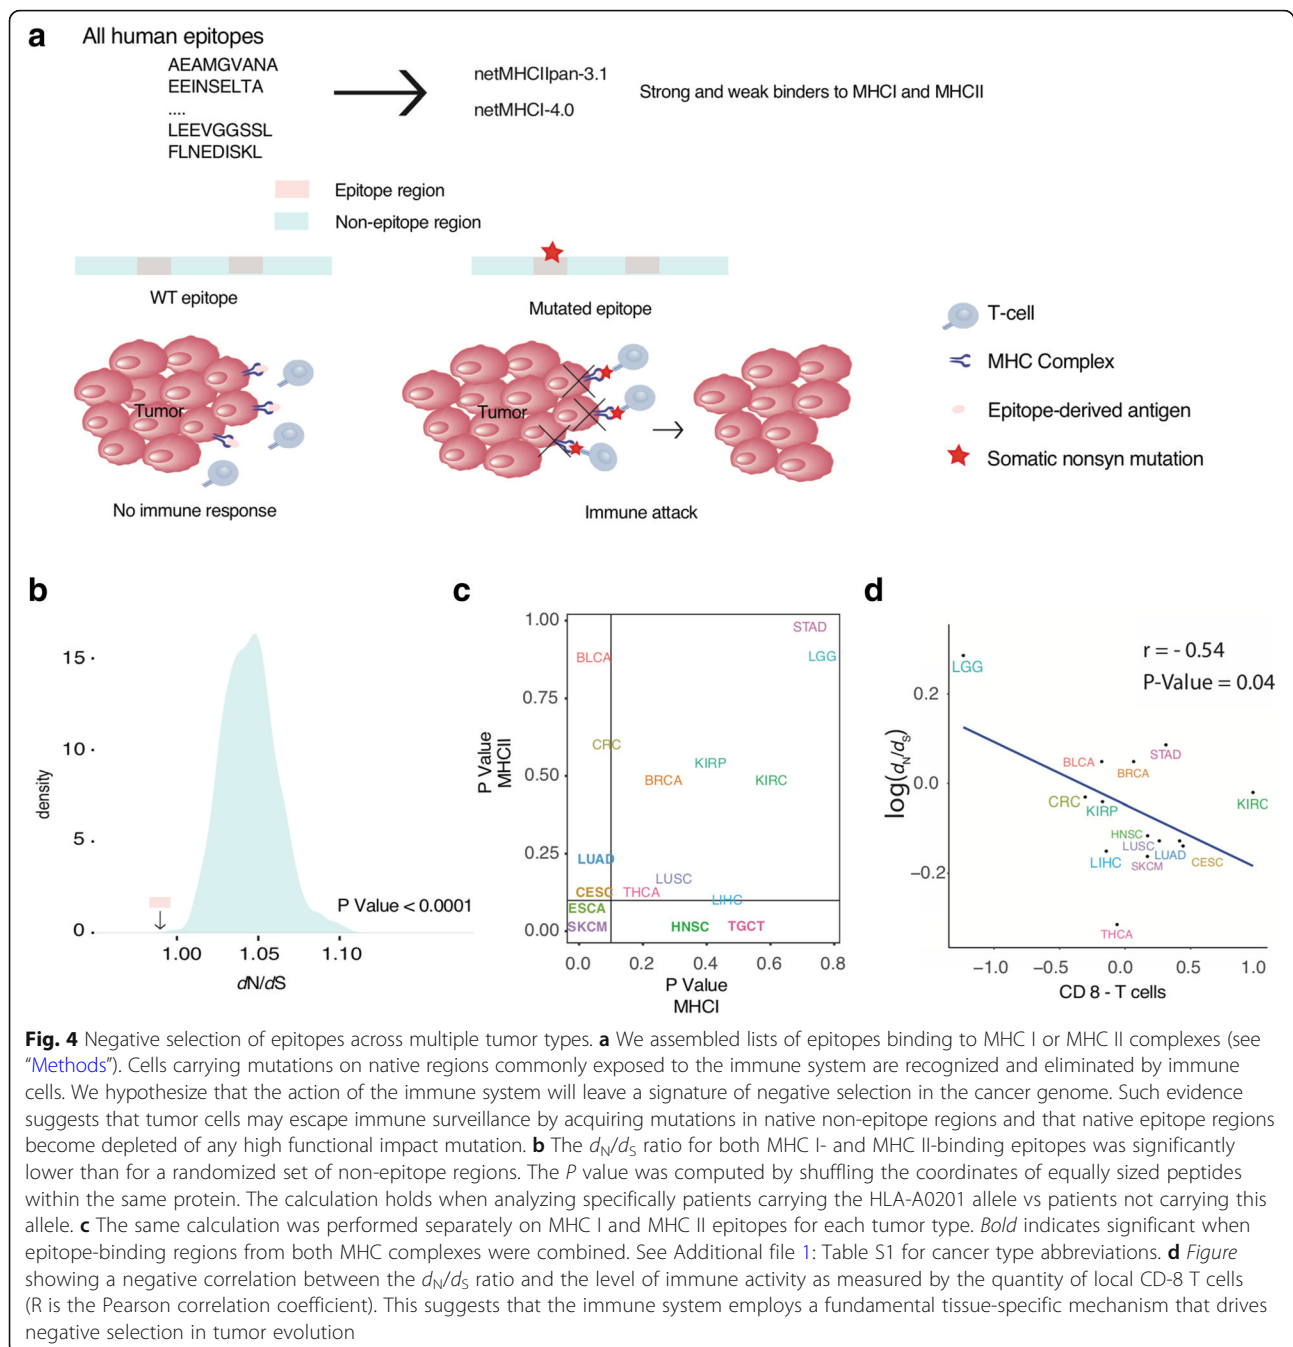 a
All human epitopes
AEAMGVANA
EEINSELTA
....
LEEVGGSSL
FLNEDISKL
netMHCIIpan-3.1
netMHCI-4.0
Strong and weak binders to MHCI and MHCII
Epitope region
Non-epitope region
WT epitope
Mutated epitope
Tumor
Tumor
No immune response
Immune attack
T-cell
MHC Complex
Epitope-derived antigen
Somatic nonsyn mutation
b
15
10
5
0
density
P Value < 0.0001
1.00 1.05 1.10
dN/dS
c
1.00
0.75
0.50
0.25
0.00
P Value
MHCII
STAD
BLCA
LGG
CRC
KIRP
BRCA
KIRC
LUAD
LUSC
CESC
THCA
LIHC
ESCA
SKCM
HNSC
TGCT
0.0 0.2 0.4 0.6 0.8
P Value
MHCI
d
r = - 0.54
P-Value = 0.04
0.2
0.0
−0.2
log(dN/dS)
LGG
STAD
BLCA
BRCA
CRC
KIRP
KIRC
HNSC
LUSC
LIHC
LUAD
SKCM
CESC
THCA
−1.0 −0.5 0.0 0.5 1.0
CD 8 - T cells
Fig. 4 Negative selection of epitopes across multiple tumor types. a We assembled lists of epitopes binding to MHC I or MHC II complexes (see
“Methods”). Cells carrying mutations on native regions commonly exposed to the immune system are recognized and eliminated by immune
cells. We hypothesize that the action of the immune system will leave a signature of negative selection in the cancer genome. Such evidence
suggests that tumor cells may escape immune surveillance by acquiring mutations in native non-epitope regions and that native epitope regions
become depleted of any high functional impact mutation. b The dN/dS ratio for both MHC I- and MHC II-binding epitopes was significantly
lower than for a randomized set of non-epitope regions. The P value was computed by shuffling the coordinates of equally sized peptides
within the same protein. The calculation holds when analyzing specifically patients carrying the HLA-A0201 allele vs patients not carrying this
allele. c The same calculation was performed separately on MHC I and MHC II epitopes for each tumor type. Bold indicates significant when
epitope-binding regions from both MHC complexes were combined. See Additional file 1: Table S1 for cancer type abbreviations. d Figure
showing a negative correlation between the dN/dS ratio and the level of immune activity as measured by the quantity of local CD-8 T cells
(R is the Pearson correlation coefficient). This suggests that the immune system employs a fundamental tissue-specific mechanism that drives
negative selection in tumor evolution